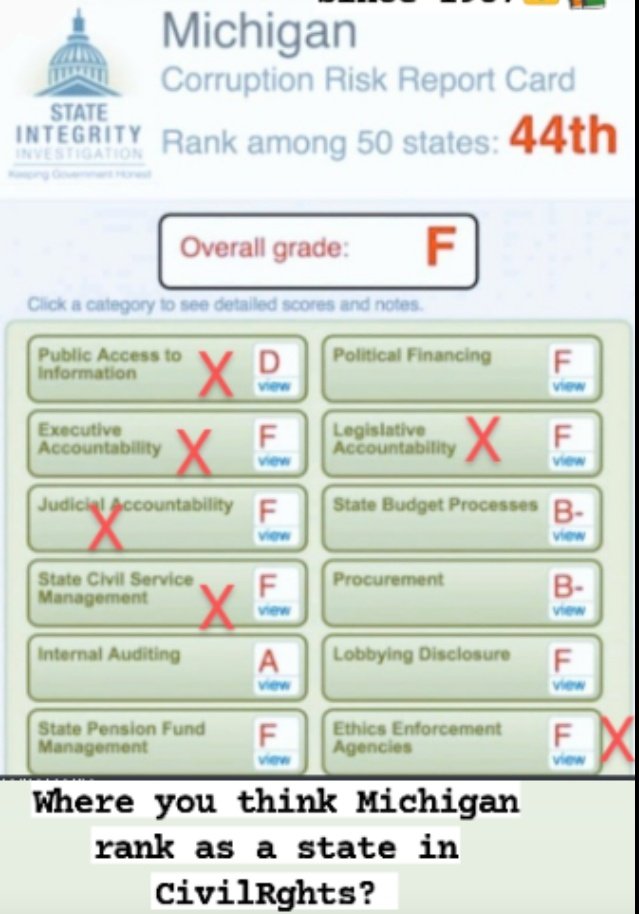 Michigan
Corruption Risk Report Card
STATE
INTEGRITY
INVESTIGATION
Keeping Government Honest
Rank among 50 states: 44th
Overall grade: F
Click a category to see detailed scores and notes.
Public Access to
Information
X
D
view
Political Financing
F
view
Executive
Accountability
X
F
view
Legislative
Accountability
X
F
view
Judicial Accountability
X
F
view
State Budget Processes
B-
view
State Civil Service
Management
X
F
view
Procurement
B-
view
Internal Auditing
A
view
Lobbying Disclosure
F
view
State Pension Fund
Management
F
view
Ethics Enforcement
Agencies
F
view
X
Where you think Michigan
rank as a state in
CivilRghts?